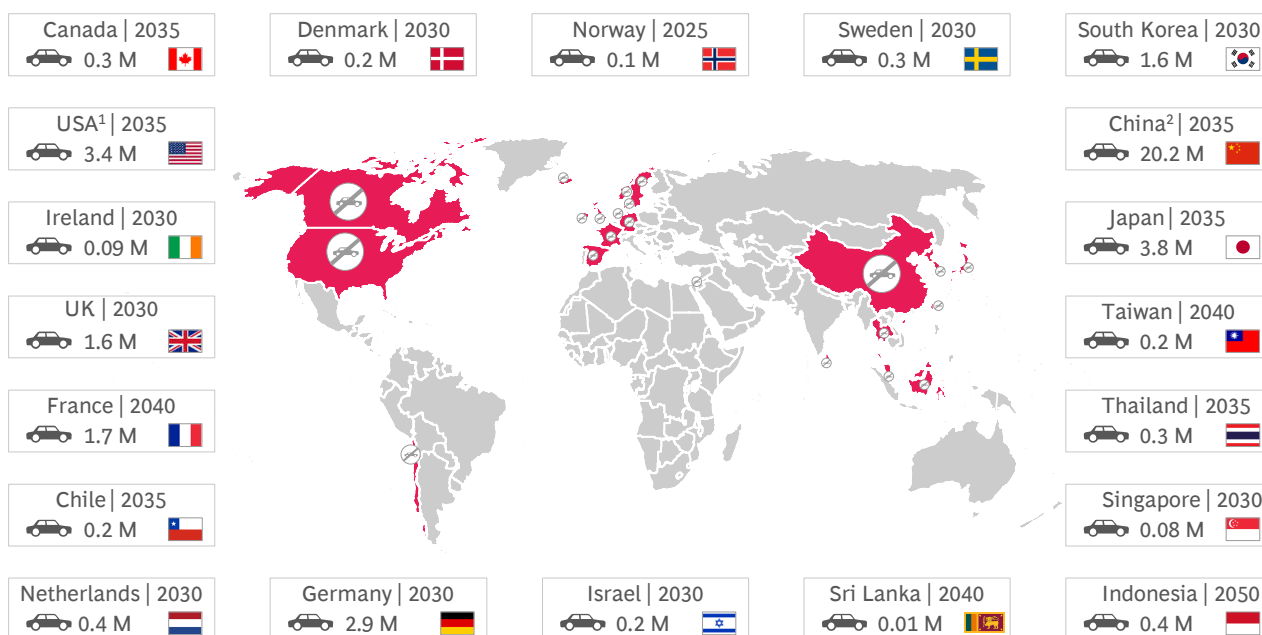 Canada | 2035
0.3 M
Denmark | 2030
0.2 M
Norway | 2025
0.1 M
Sweden | 2030
0.3 M
South Korea | 2030
1.6 M
USA¹ | 2035
3.4 M
China² | 2035
20.2 M
Ireland | 2030
0.09 M
Japan | 2035
3.8 M
UK | 2030
1.6 M
Taiwan | 2040
0.2 M
France | 2040
1.7 M
Thailand | 2035
0.3 M
Chile | 2035
0.2 M
Singapore | 2030
0.08 M
Netherlands | 2030
0.4 M
Germany | 2030
2.9 M
Israel | 2030
0.2 M
Sri Lanka | 2040
0.01 M
Indonesia | 2050
0.4 M